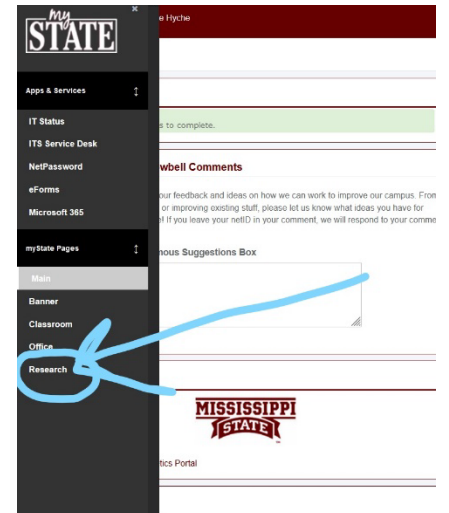 my
STATE
×
e Hyche
Apps & Services
IT Status
s to complete.
ITS Service Desk
NetPassword
wbell Comments
eForms
our feedback and ideas on how we can work to improve our campus. From
Microsoft 365
or improving existing stuff, please let us know what ideas you have for
e! If you leave your netID in your comment, we will respond to your comme
myState Pages
mous Suggestions Box
Main
Banner
Classroom
Office
Research
MISSISSIPPI
STATE
etics Portal